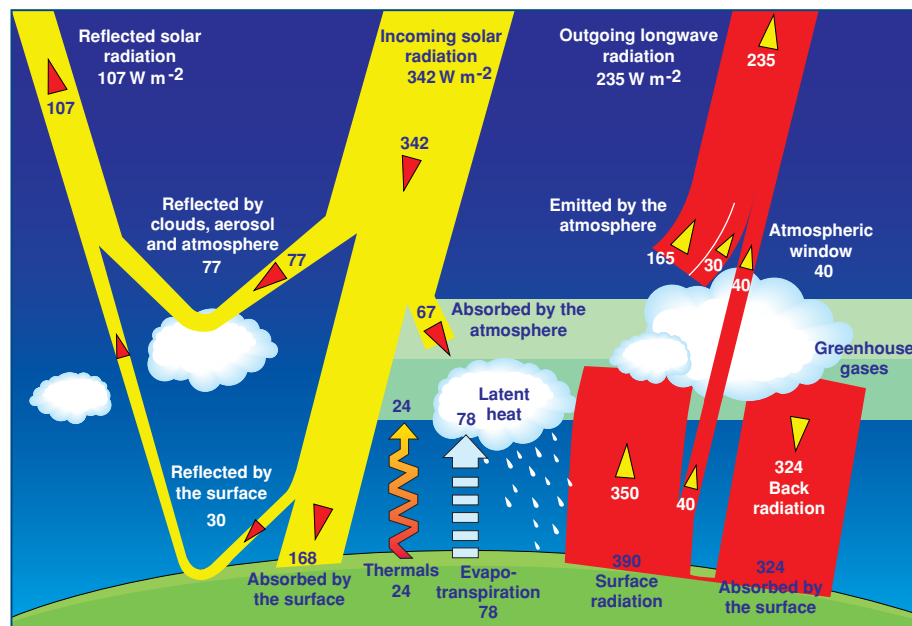 Reflected solar
radiation
107 W m-2
107
Incoming solar
radiation
342 W m-2
342
Outgoing longwave
radiation
235 W m-2
235
Reflected by
clouds, aerosol
and atmosphere
77
77
Emitted by the
atmosphere
165
30
Atmospheric
window
40
40
67
Absorbed by the
atmosphere
Greenhouse
gases
Latent
heat
78
24
Reflected by
the surface
30
350
40
324
Back
radiation
168
Absorbed by
the surface
Thermals
24
Evapo-
transpiration
78
390
Surface
radiation
324
Absorbed by
the surface